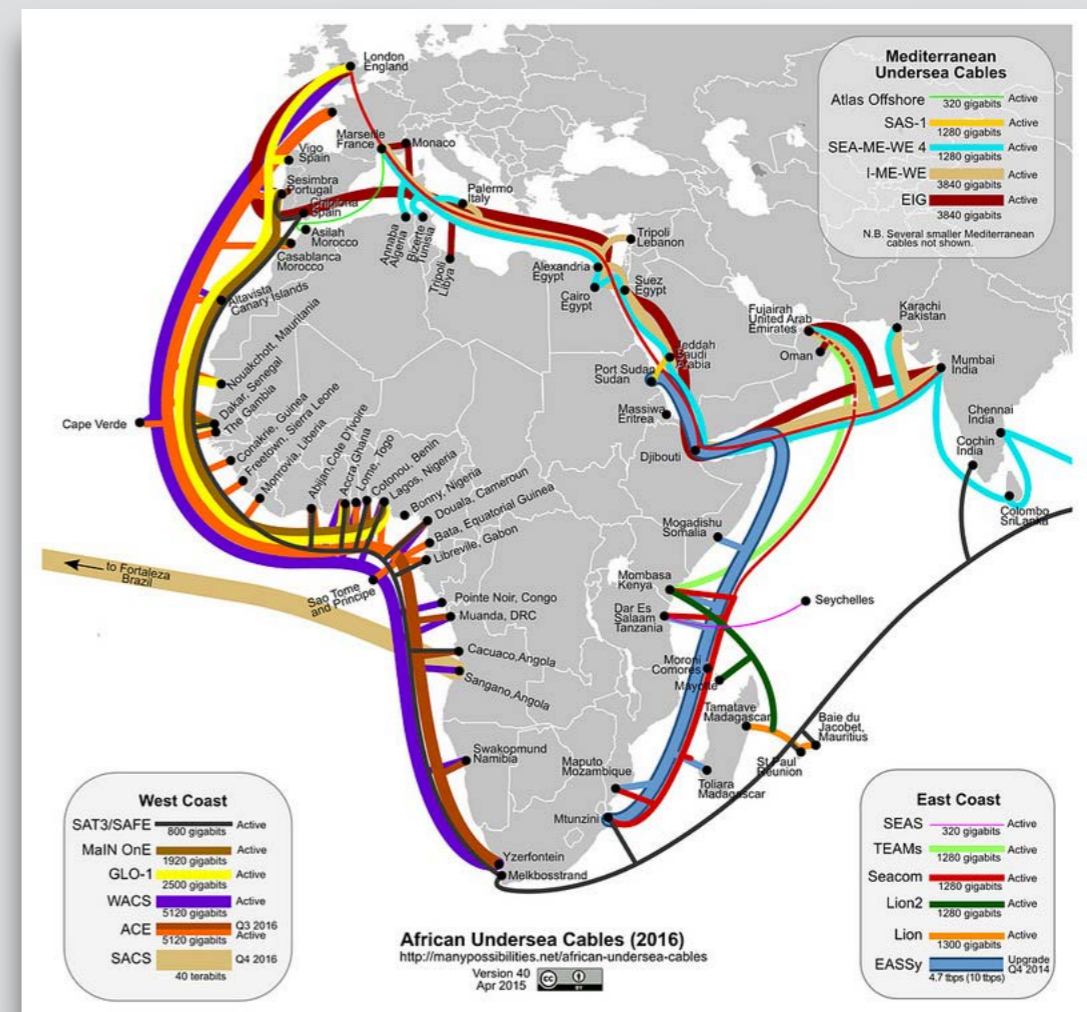 London
England
Marseille
France
Monaco
Vigo
Spain
Sesimbra
Portugal
Chipiona
Spain
Palermo
Italy
Asilah
Morocco
Casablanca
Morocco
Annaba
Algeria
Bizerte
Tunisia
Tripoli
Libya
Tripoli
Lebanon
Alexandria
Egypt
Cairo
Egypt
Suez
Egypt
Altavista
Canary Islands
Nouakchott, Mauritania
Dakar, Senegal
The Gambia
Cape Verde
Conakrie, Guinea
Freetown, Sierra Leone
Monrovia, Liberia
Abijan Cote D'Ivoire
Accra, Ghana
Lome, Togo
Cotonou, Benin
Lagos, Nigeria
Bonny, Nigeria
Douala, Cameroun
Bata, Equatorial Guinea
Libreville, Gabon
to Fortaleza
Brazil
Sao Tome
and Principe
Pointe Noir, Congo
Muanda, DRC
Cacuaco, Angola
Sangano, Angola
Swakopmund
Namibia
Yzerfontein
Melkbosstrand
Jeddah
Saudi
Arabia
Port Sudan
Sudan
Massiwa
Eritrea
Djibouti
Fujairah
United Arab
Emirates
Oman
Karachi
Pakistan
Mumbai
India
Chennai
India
Cochin
India
Colombo
SriLanka
Mogadishu
Somalia
Mombasa
Kenya
Dar Es
Salaam
Tanzania
Seychelles
Moroni
Comores
Mayotte
Tamatave
Madagascar
Baie du
Jacobet,
Mauritius
St Paul
Reunion
Toliara
Madagascar
Maputo
Mozambique
Mtunzini
Mediterranean
Undersea Cables
Atlas Offshore 320 gigabits Active
SAS-1 1280 gigabits Active
SEA-ME-WE 4 1280 gigabits Active
I-ME-WE 3840 gigabits Active
EIG 3840 gigabits Active
N.B. Several smaller Mediterranean
cables not shown.
West Coast
SAT3/SAFE 800 gigabits Active
MaIN OnE 1920 gigabits Active
GLO-1 2500 gigabits Active
WACS 5120 gigabits Active
ACE 5120 gigabits Q3 2016 Active
SACS 40 terabits Q4 2016
East Coast
SEAS 320 gigabits Active
TEAMs 1280 gigabits Active
Seacom 1280 gigabits Active
Lion2 1280 gigabits Active
Lion 1300 gigabits Active
EASSy 4.7 tbps (10 tbps) Upgrade Q4 2014
African Undersea Cables (2016)
http://manypossibilities.net/african-undersea-cables
Version 40
Apr 2015
cc
BY